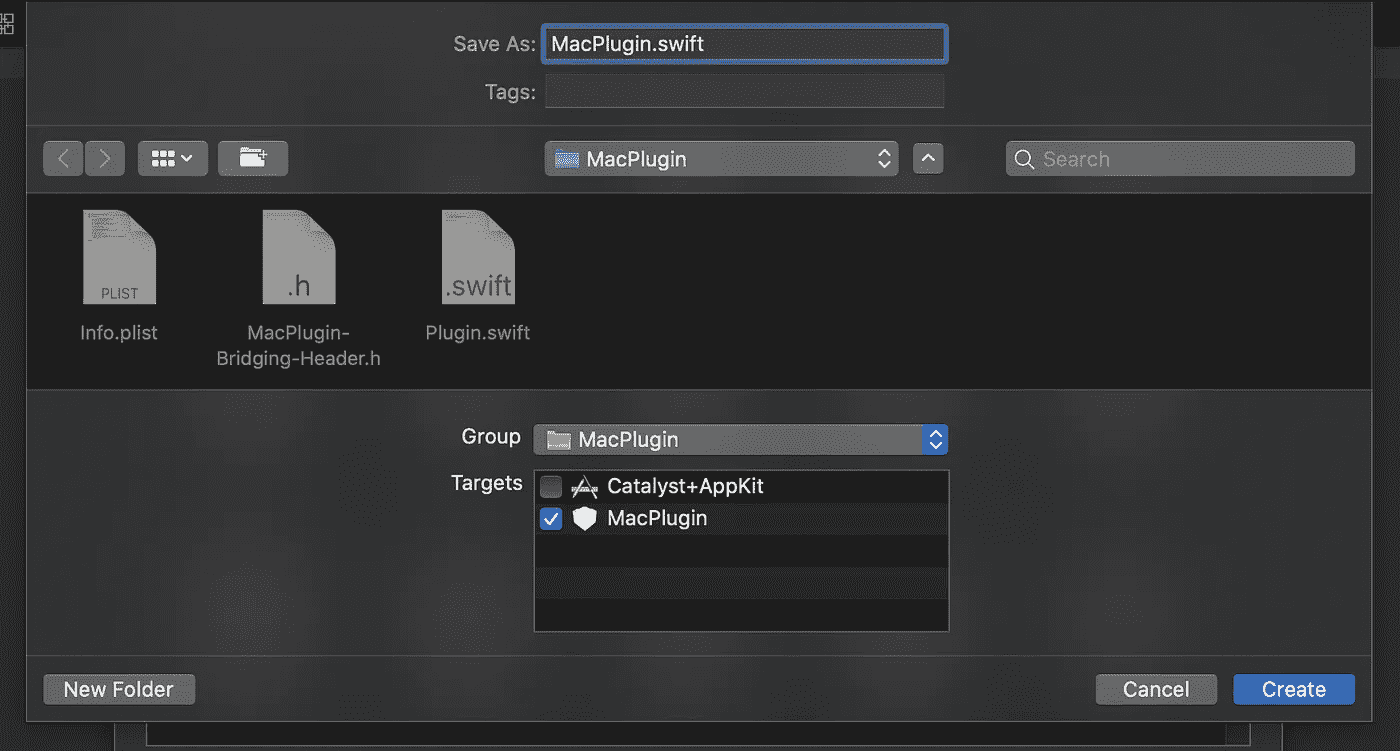 Save As: MacPlugin.swift
Tags:
MacPlugin
Search
PLIST
.h
.swift
Info.plist
MacPlugin-
Bridging-Header.h
Plugin.swift
Group MacPlugin
Targets Catalyst+AppKit
MacPlugin
New Folder
Cancel
Create